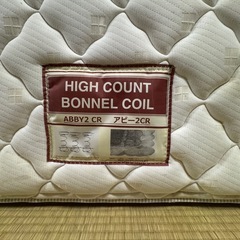 HIGH COUNT
BONNEL COIL
ABBY2 CR アビー2CR